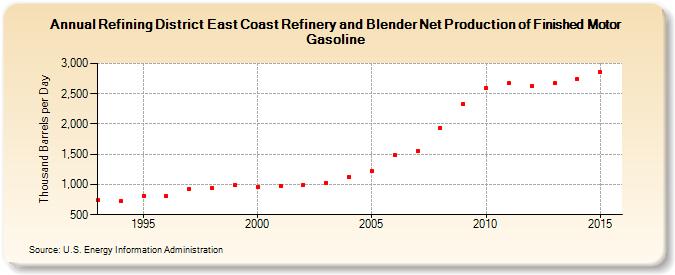 Annual Refining District East Coast Refinery and Blender Net Production of Finished Motor
Gasoline
Thousand Barrels per Day
3,000
2,500
2,000
1,500
1,000
500
1995
2000
2005
2010
2015
Source: U.S. Energy Information Administration